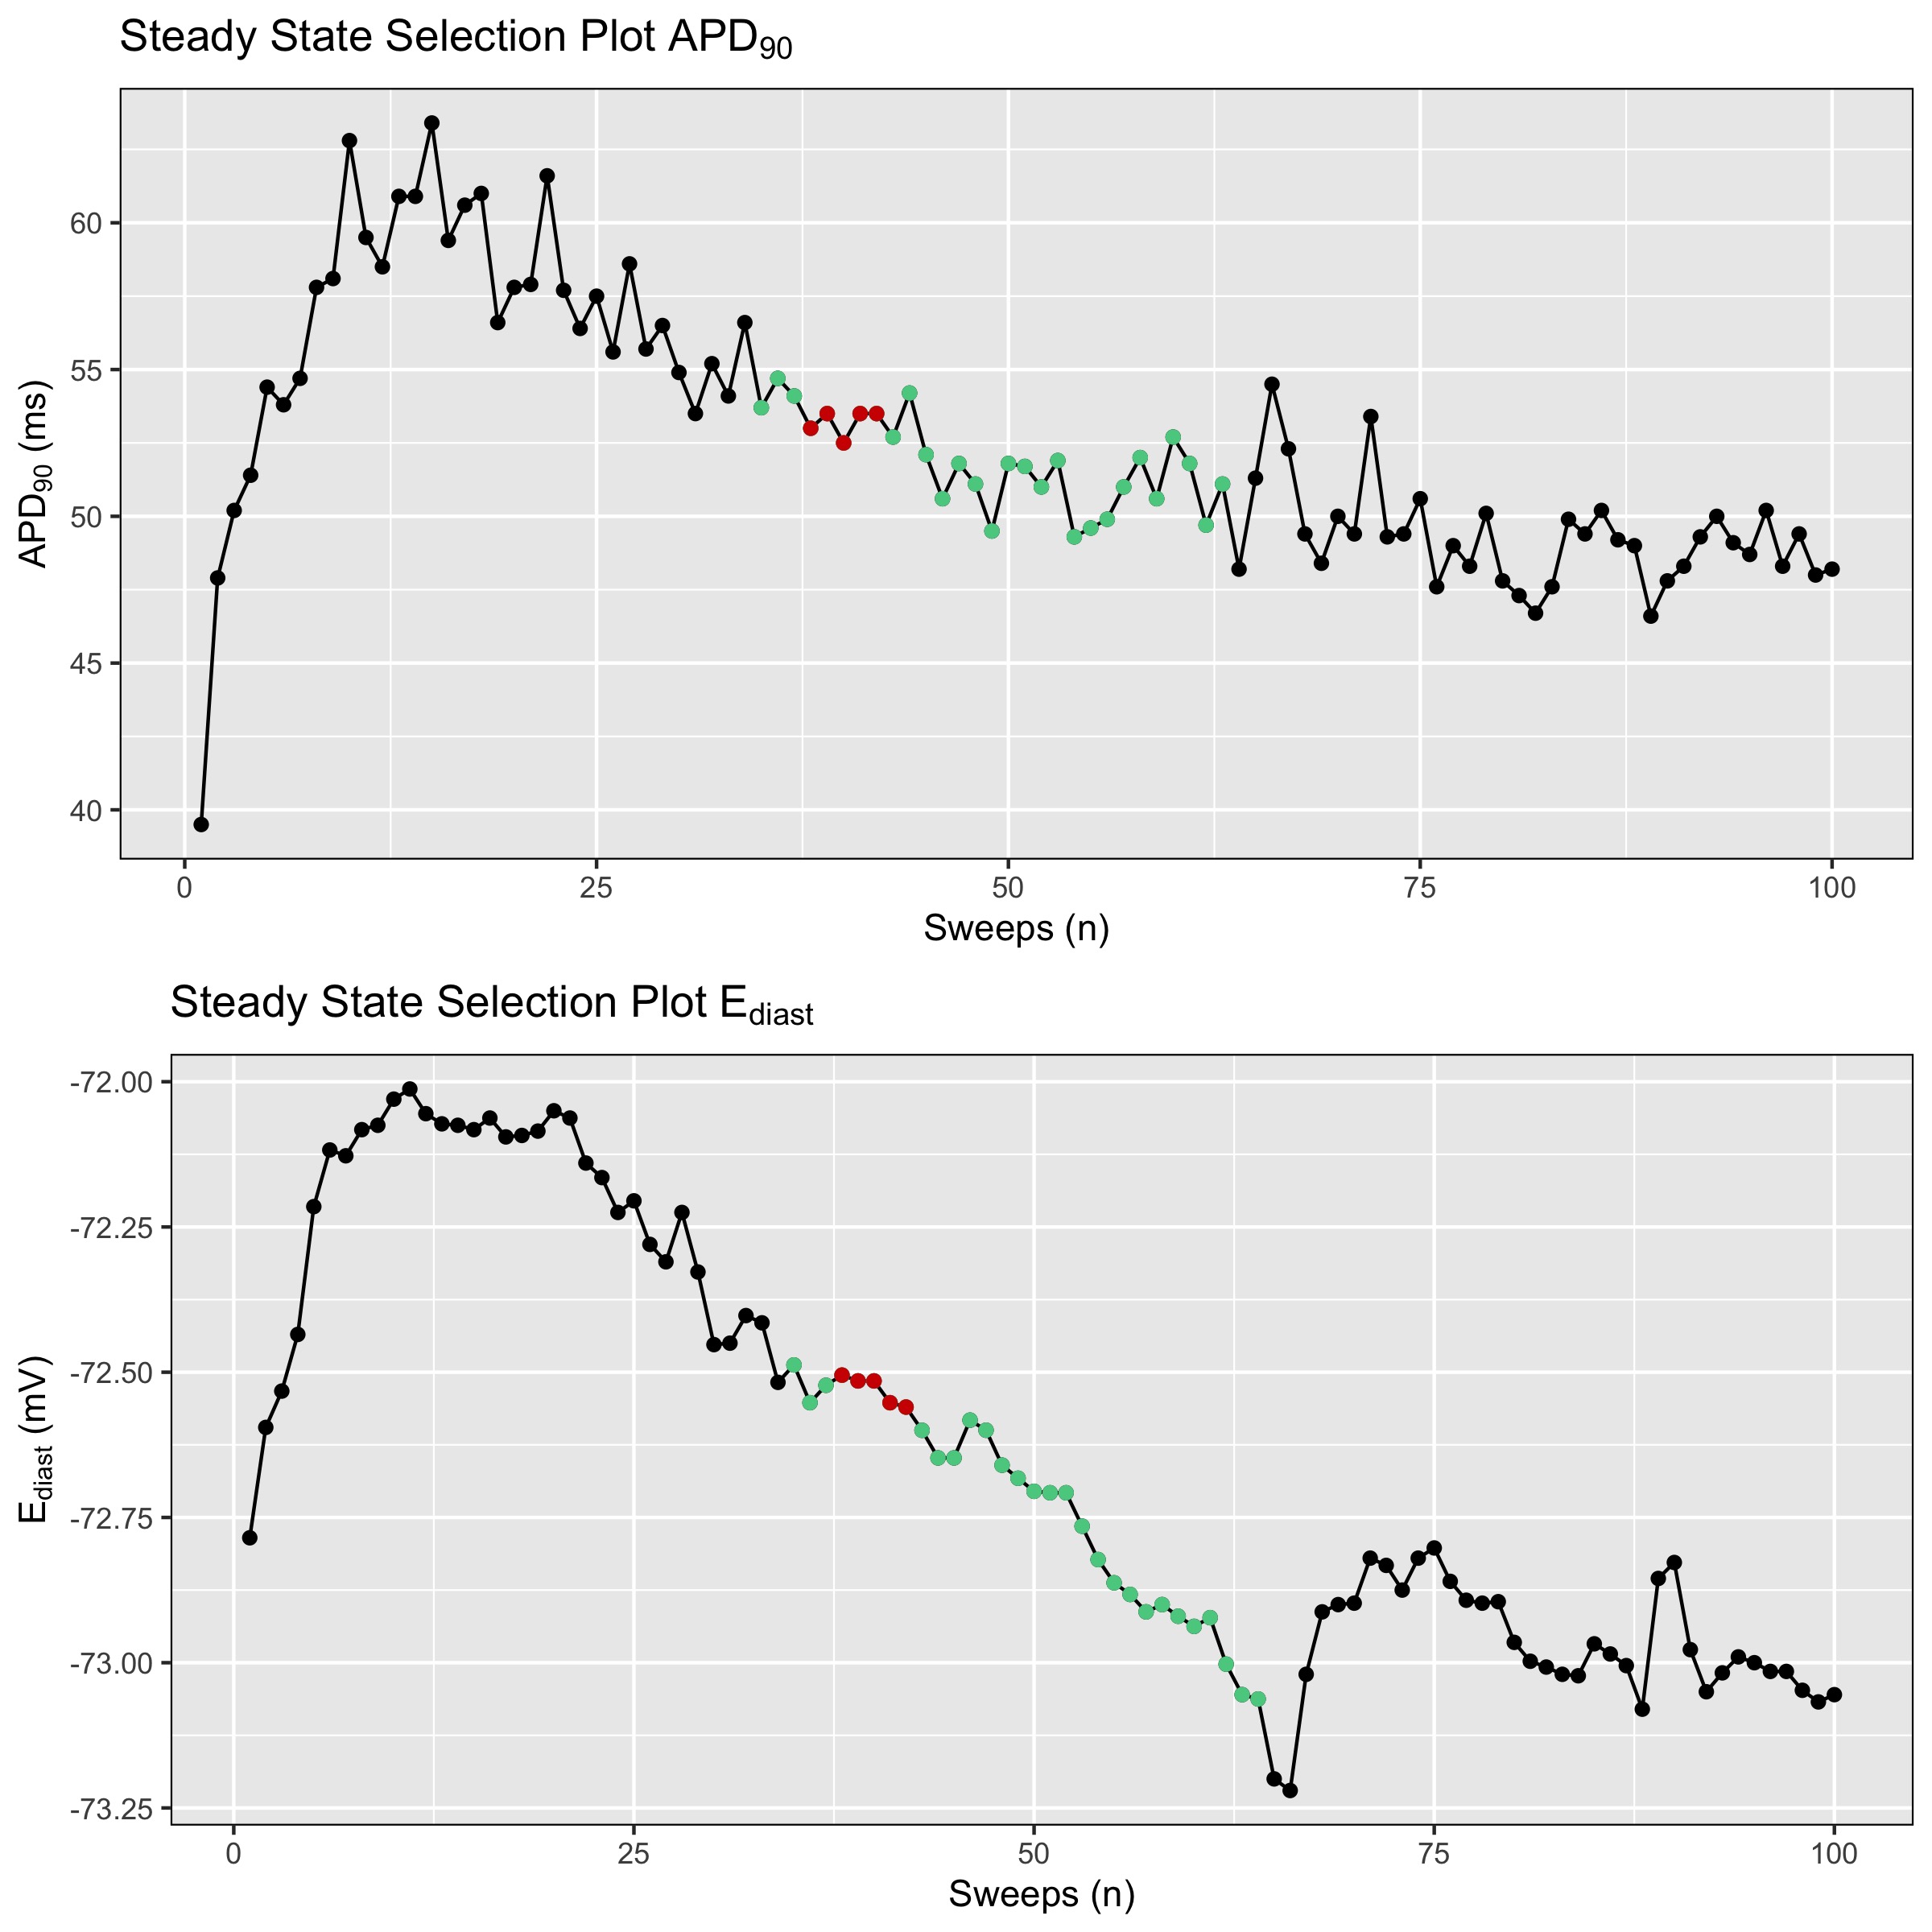 Steady State Selection Plot APD90
60
55
50
45
40
APD90 (ms)
0 25 50 75 100
Sweeps (n)
Steady State Selection Plot Ediast
-72.00
-72.25
-72.50
-72.75
-73.00
-73.25
Ediast (mV)
0 25 50 75 100
Sweeps (n)